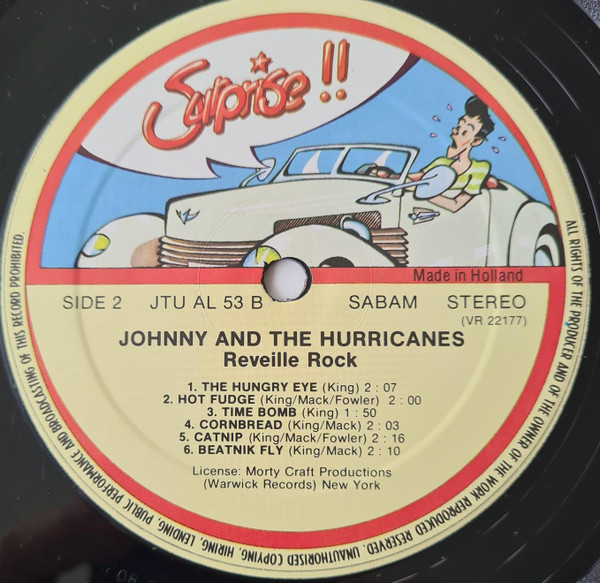 Surprise!!
Made in Holland
SIDE 2 JTU AL 53 B SABAM STEREO
(VR 22177)
JOHNNY AND THE HURRICANES
Reveille Rock
1. THE HUNGRY EYE (King) 2 : 07
2. HOT FUDGE (King/Mack/Fowler) 2 : 00
3. TIME BOMB (King) 1 : 50
4. CORNBREAD (King/Mack) 2 : 03
5. CATNIP (King/Mack/Fowler) 2 : 16
6. BEATNIK FLY (King/Mack) 2 : 10
License: Morty Craft Productions
(Warwick Records) New York
ALL RIGHTS OF THE PRODUCER AND OF THE OWNER OF THE WORK REPRODUCED RESERVED. UNAUTHORISED COPYING, HIRING, LENDING, PUBLIC PERFORMANCE AND BROADCASTING OF THIS RECORD PROHIBITED.